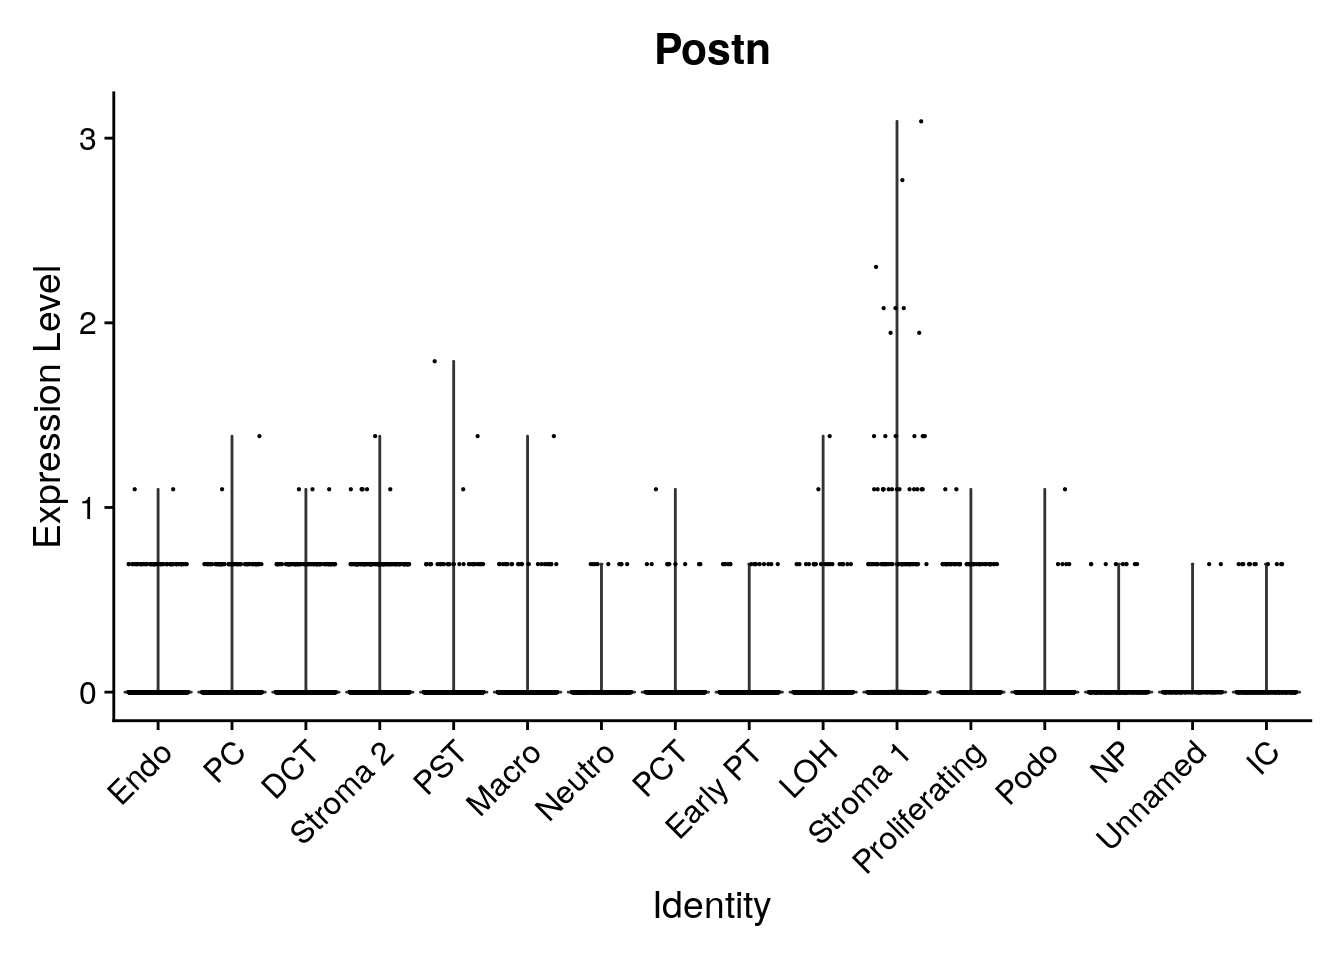 Postn
Expression Level
3
2
1
0
Endo
PC
DCT
Stroma 2
PST
Macro
Neutro
PCT
Early PT
LOH
Stroma 1
Proliferating
Podo
NP
Unnamed
IC
Identity